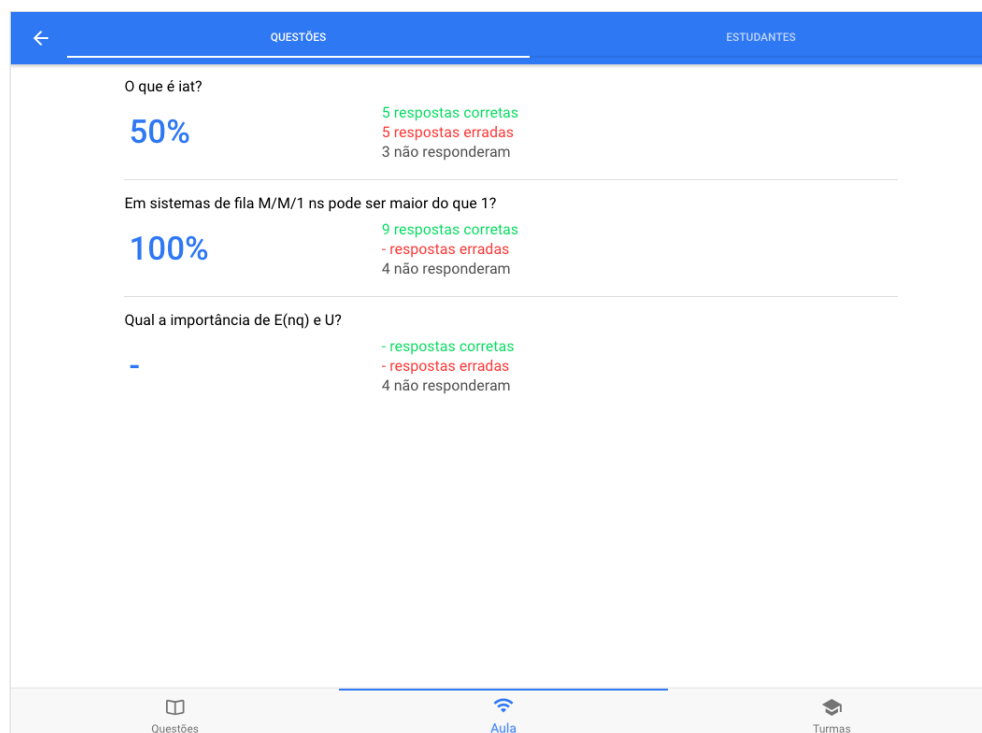 QUESTÕES
ESTUDANTES
O que é iat?
50%
5 respostas corretas
5 respostas erradas
3 não responderam
Em sistemas de fila M/M/1 ns pode ser maior do que 1?
100%
9 respostas corretas
- respostas erradas
4 não responderam
Qual a importância de E(nq) e U?
-
- respostas corretas
- respostas erradas
4 não responderam
Questões
Aula
Turmas